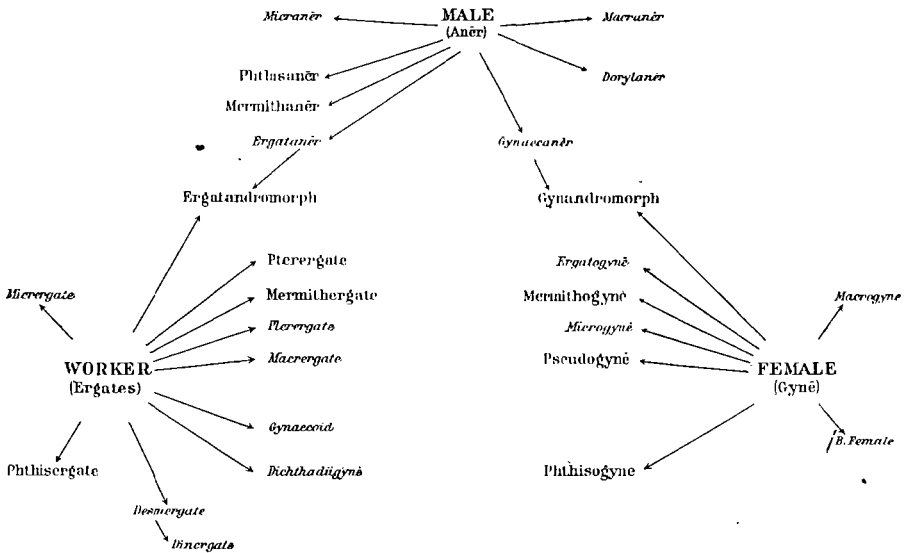 MALE
(Anēr)
Micranēr
Macranēr
Phthisanēr
Dorylanēr
Mermithanēr
Ergatanēr
Gynaecanēr
Ergatandromorph
Gynandromorph
Pterergate
Ergatogynē
Micrergate
Mermithergate
Mermithogynē
Macrogyne
Plerergate
Microgynē
Macrergate
Pseudogynē
WORKER
(Ergates)
FEMALE
(Gynē)
Gynaecoid
B. Female
Phthisergate
Dichthadiigynē
Phthisogyne
Desmergate
Dinergate